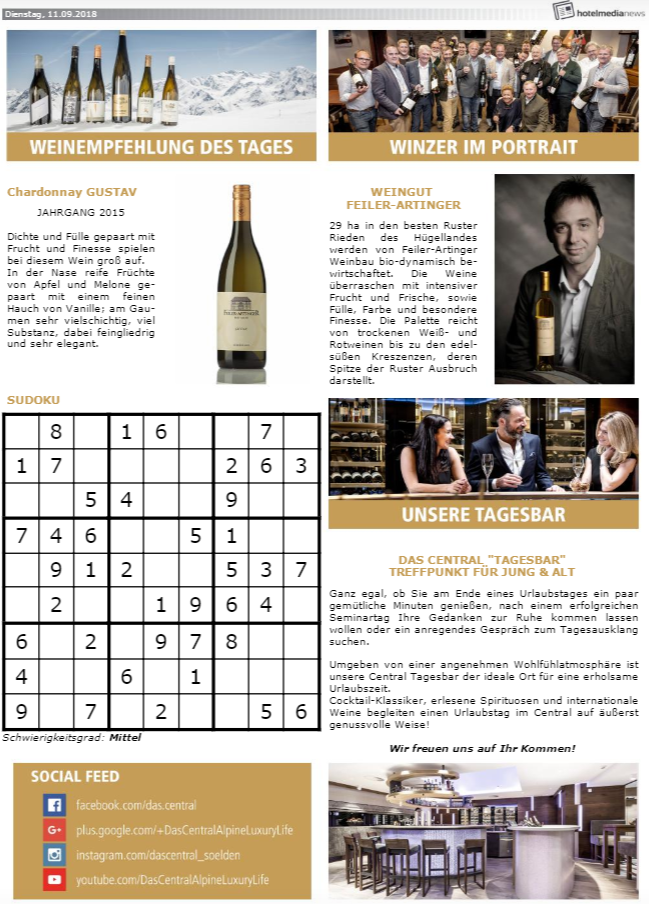 Dienstag, 11.09.2018
hotelmedianews
WEINEMPFEHLUNG DES TAGES
WINZER IM PORTRAIT
Chardonnay GUSTAV
JAHRGANG 2015
Dichte und Fülle gepaart mit
Frucht und Finesse spielen
bei diesem Wein groß auf.
In der Nase reife Früchte
von Apfel und Melone ge-
paart mit einem feinen
Hauch von Vanille; am Gau-
men sehr vielschichtig, viel
Substanz, dabei feingliedrig
und sehr elegant.
WEINGUT
FEILER-ARTINGER
29 ha in den besten Ruster
Rieden des Hügellandes
werden von Feiler-Artinger
Weinbau bio-dynamisch be-
wirtschaftet. Die Weine
überraschen mit intensiver
Frucht und Frische, sowie
Fülle, Farbe und besondere
Finesse. Die Palette reicht
von trockenen Weiß- und
Rotweinen bis zu den edel-
süßen Kreszenzen, deren
Spitze der Ruster Ausbruch
darstellt.
SUDOKU
8 1 6 7
1 7 2 6 3
5 4 9
7 4 6 5 1
9 1 2 5 3 7
2 1 9 6 4
6 2 9 7 8
4 6 1
9 7 2 5 6
Schwierigkeitsgrad: Mittel
UNSERE TAGESBAR
DAS CENTRAL "TAGESBAR"
TREFFPUNKT FÜR JUNG & ALT
Ganz egal, ob Sie am Ende eines Urlaubstages ein paar
gemütliche Minuten genießen, nach einem erfolgreichen
Seminartag Ihre Gedanken zur Ruhe kommen lassen
wollen oder ein anregendes Gespräch zum Tagesausklang
suchen.
Umgeben von einer angenehmen Wohlfühlatmosphäre ist
unsere Central Tagesbar der ideale Ort für eine erholsame
Urlaubszeit.
Cocktail-Klassiker, erlesene Spirituosen und internationale
Weine begleiten einen Urlaubstag im Central auf äußerst
genussvolle Weise!
Wir freuen uns auf Ihr Kommen!
SOCIAL FEED
facebook.com/das.central
plus.google.com/+DasCentralAlpineLuxuryLife
instagram.com/dascentral_soelden
youtube.com/DasCentralAlpineLuxuryLife